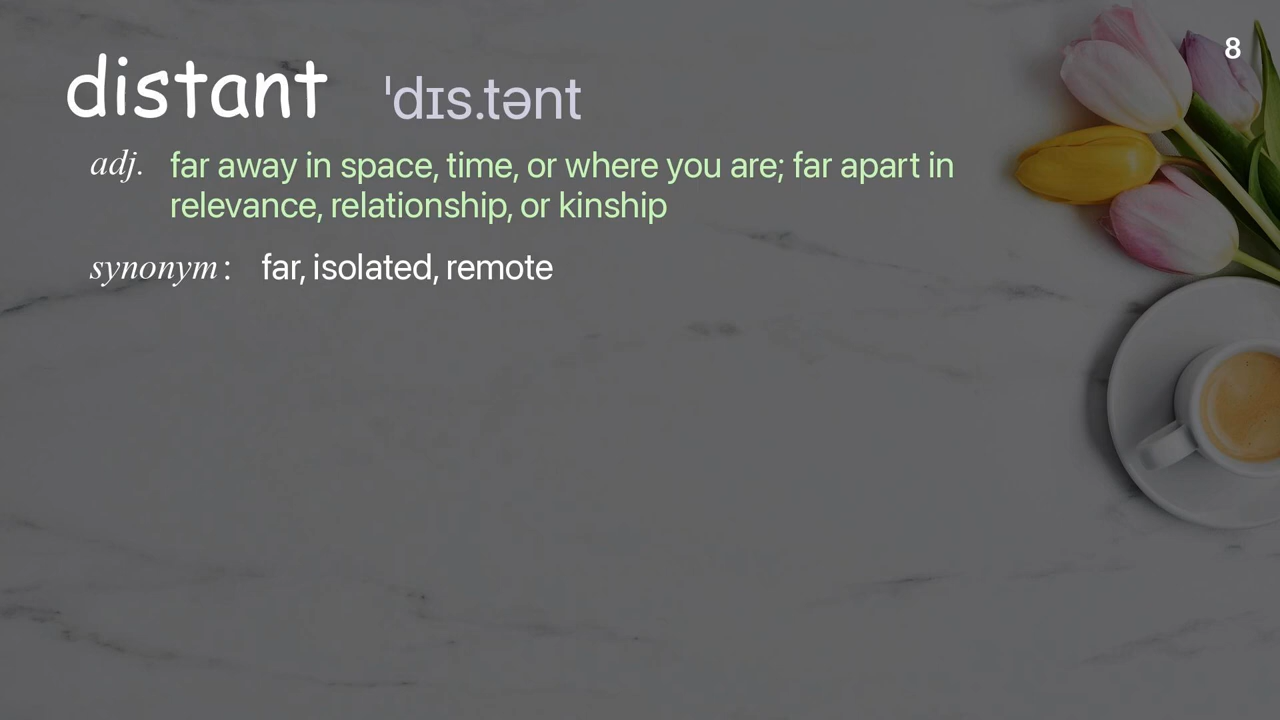 8
distant ˈdɪs.tənt
adj. far away in space, time, or where you are; far apart in
relevance, relationship, or kinship
synonym: far, isolated, remote